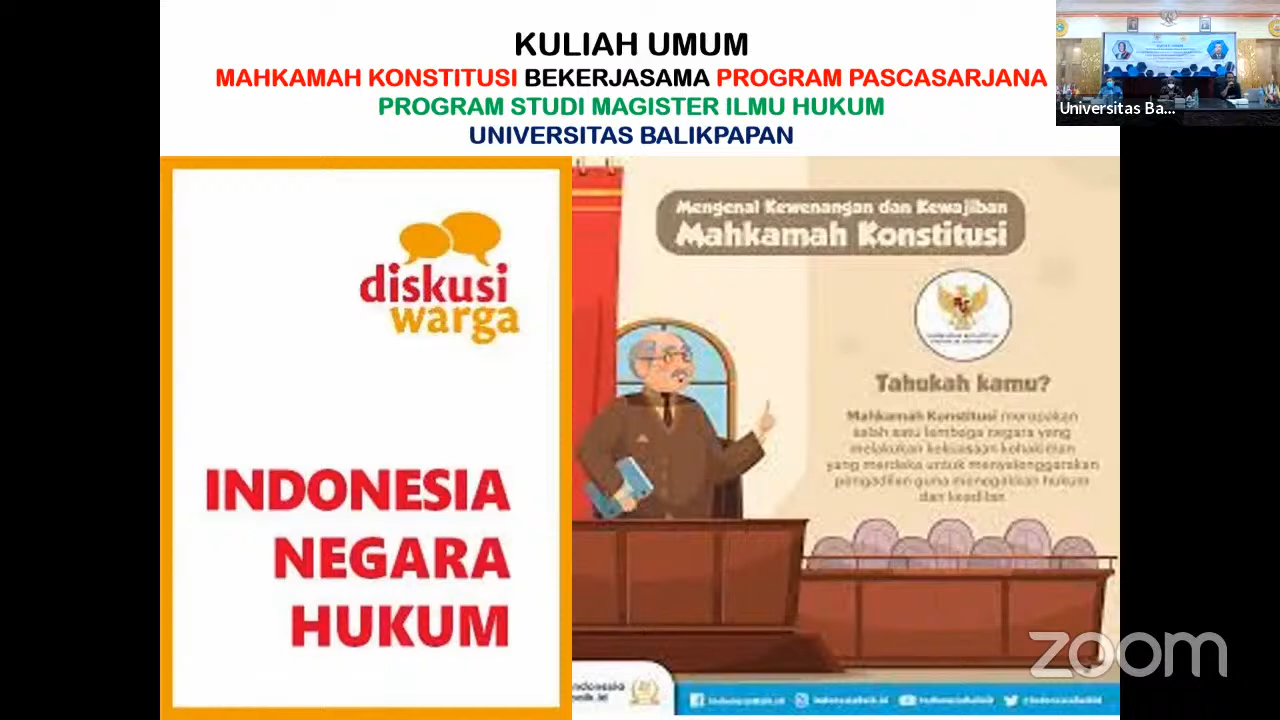 KULIAH UMUM
MAHKAMAH KONSTITUSI BEKERJASAMA PROGRAM PASCASARJANA
PROGRAM STUDI MAGISTER ILMU HUKUM
UNIVERSITAS BALIKPAPAN
Universitas Ba...
diskusi
warga
INDONESIA
NEGARA
HUKUM
Mengenal Kewenangan dan Kewajiban
Mahkamah Konstitusi
Tahukah kamu?
Mahkamah Konstitusi merupakan
salah satu lembaga negara yang
melakukan kekuasaan kehakiman
yang merdeka untuk menyelenggarakan
pengadilan guna menegakkan hukum
dan keadilan
zoom